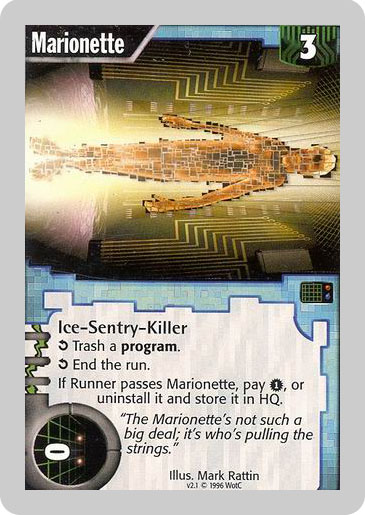 Marionette
3
Ice-Sentry-Killer
Trash a program.
End the run.
If Runner passes Marionette, pay 1, or
uninstall it and store it in HQ.
"The Marionette's not such a
big deal; it's who's pulling the
strings."
0
Illus. Mark Rattin
v2.1 © 1996 WotC